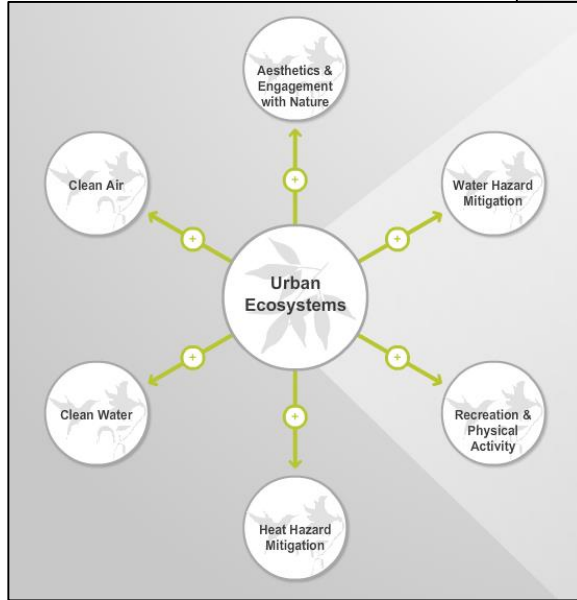 Aesthetics &
Engagement
with Nature
Clean Air
+
+
+
Water Hazard
Mitigation
Urban
Ecosystems
Clean Water
+
+
+
Recreation &
Physical
Activity
Heat Hazard
Mitigation